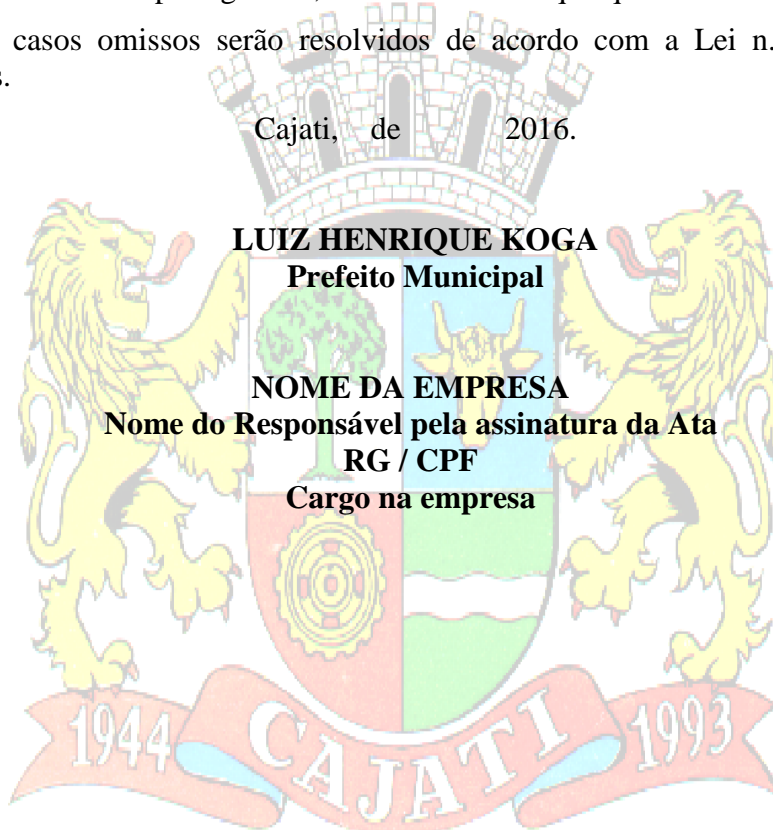 casos omissos serão resolvidos de acordo com a Lei n.
s.
Cajati, de 2016.
LUIZ HENRIQUE KOGA
Prefeito Municipal
NOME DA EMPRESA
Nome do Responsável pela assinatura da Ata
RG / CPF
Cargo na empresa
1944 CAJATI 1993